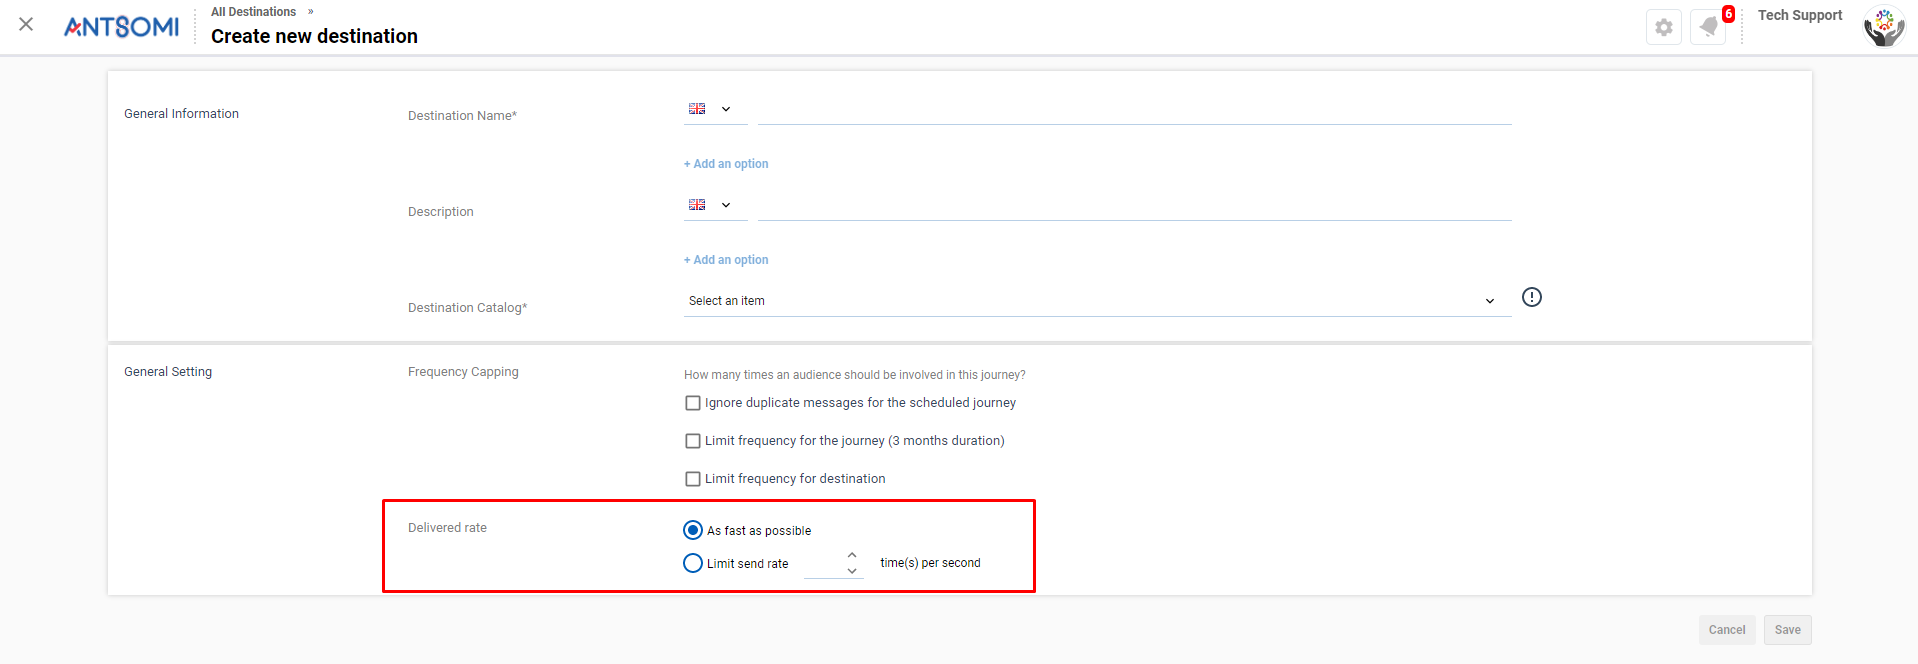 ANTSOMI
All Destinations »
Create new destination
6
Tech Support
General Information
Destination Name*
+ Add an option
Description
+ Add an option
Destination Catalog*
Select an item
General Setting
Frequency Capping
How many times an audience should be involved in this journey?
Ignore duplicate messages for the scheduled journey
Limit frequency for the journey (3 months duration)
Limit frequency for destination
Delivered rate
As fast as possible
Limit send rate
time(s) per second
Cancel
Save